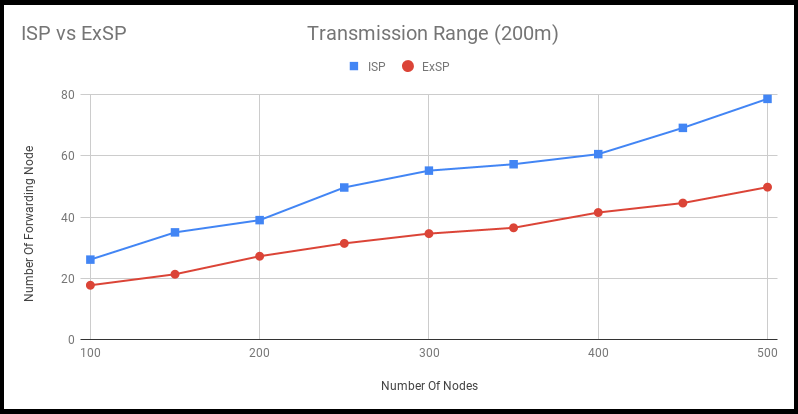 ISP vs ExSP
Transmission Range (200m)
ISP
ExSP
Number Of Forwarding Node
80
60
40
20
0
100
200
300
400
500
Number Of Nodes